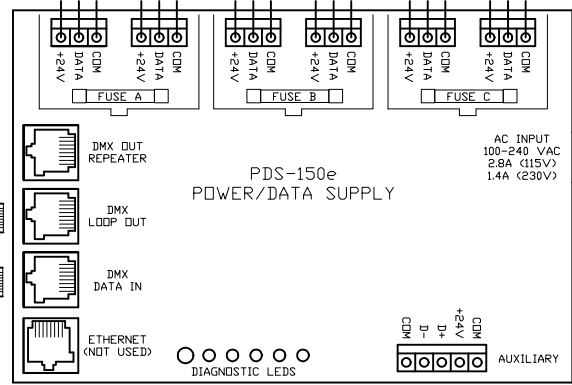 +24V DATA COM +24V DATA COM +24V DATA COM +24V DATA COM +24V DATA COM +24V DATA COM
FUSE A FUSE B FUSE C
DMX OUT
REPEATER
AC INPUT
100-240 VAC
2.8A (115V)
1.4A (230V)
PDS-150e
POWER/DATA SUPPLY
DMX
LOOP OUT
DMX
DATA IN
ETHERNET
(NOT USED)
DIAGNOSTIC LEDS
COM D- D+ +24V COM
AUXILIARY